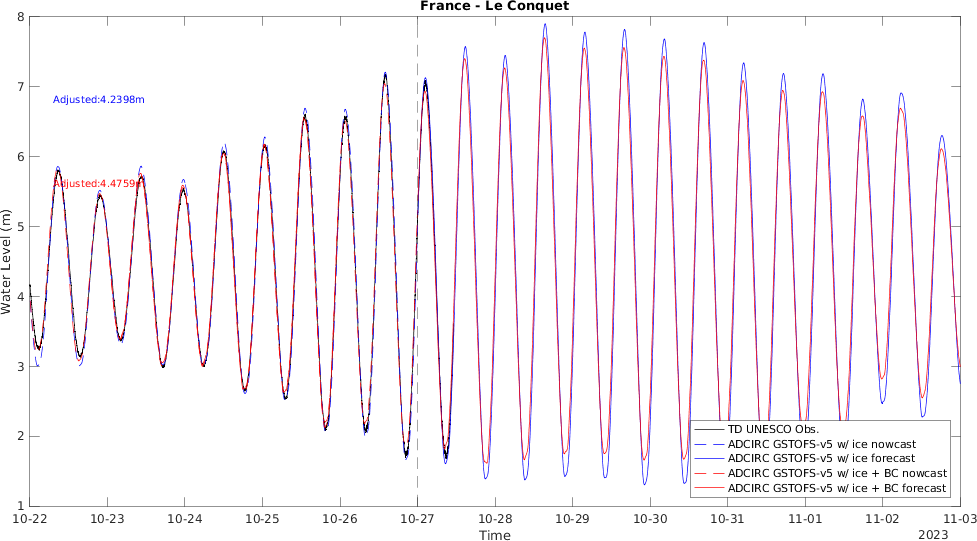 France - Le Conquet
8
7
6
5
4
3
2
1
Water Level (m)
Adjusted:4.2398m
Adjusted:4.4759m
TD UNESCO Obs.
ADCIRC GSTOFS-v5 w/ ice nowcast
ADCIRC GSTOFS-v5 w/ ice forecast
ADCIRC GSTOFS-v5 w/ ice + BC nowcast
ADCIRC GSTOFS-v5 w/ ice + BC forecast
10-22 10-23 10-24 10-25 10-26 10-27 10-28 10-29 10-30 10-31 11-01 11-02 11-03
Time
2023